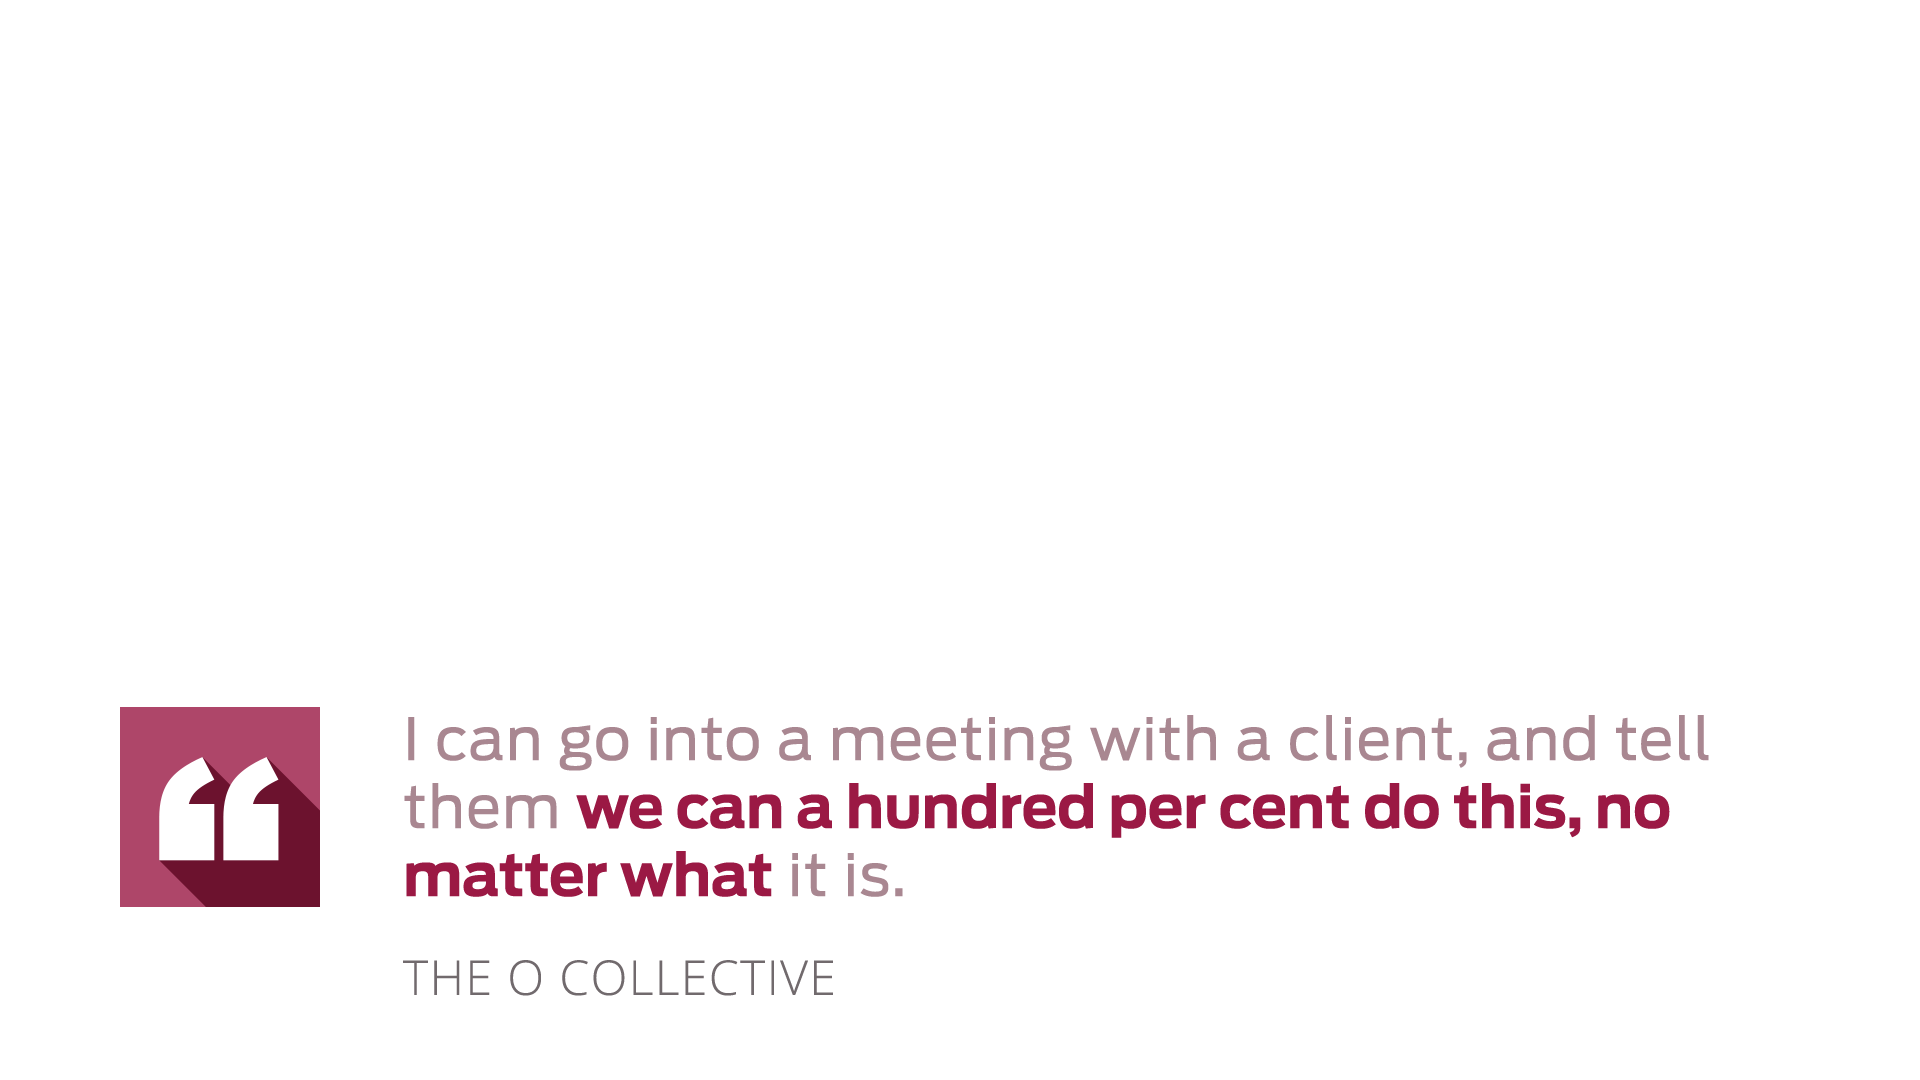 I can go into a meeting with a client, and tell
them we can a hundred per cent do this, no
matter what it is.
THE O COLLECTIVE